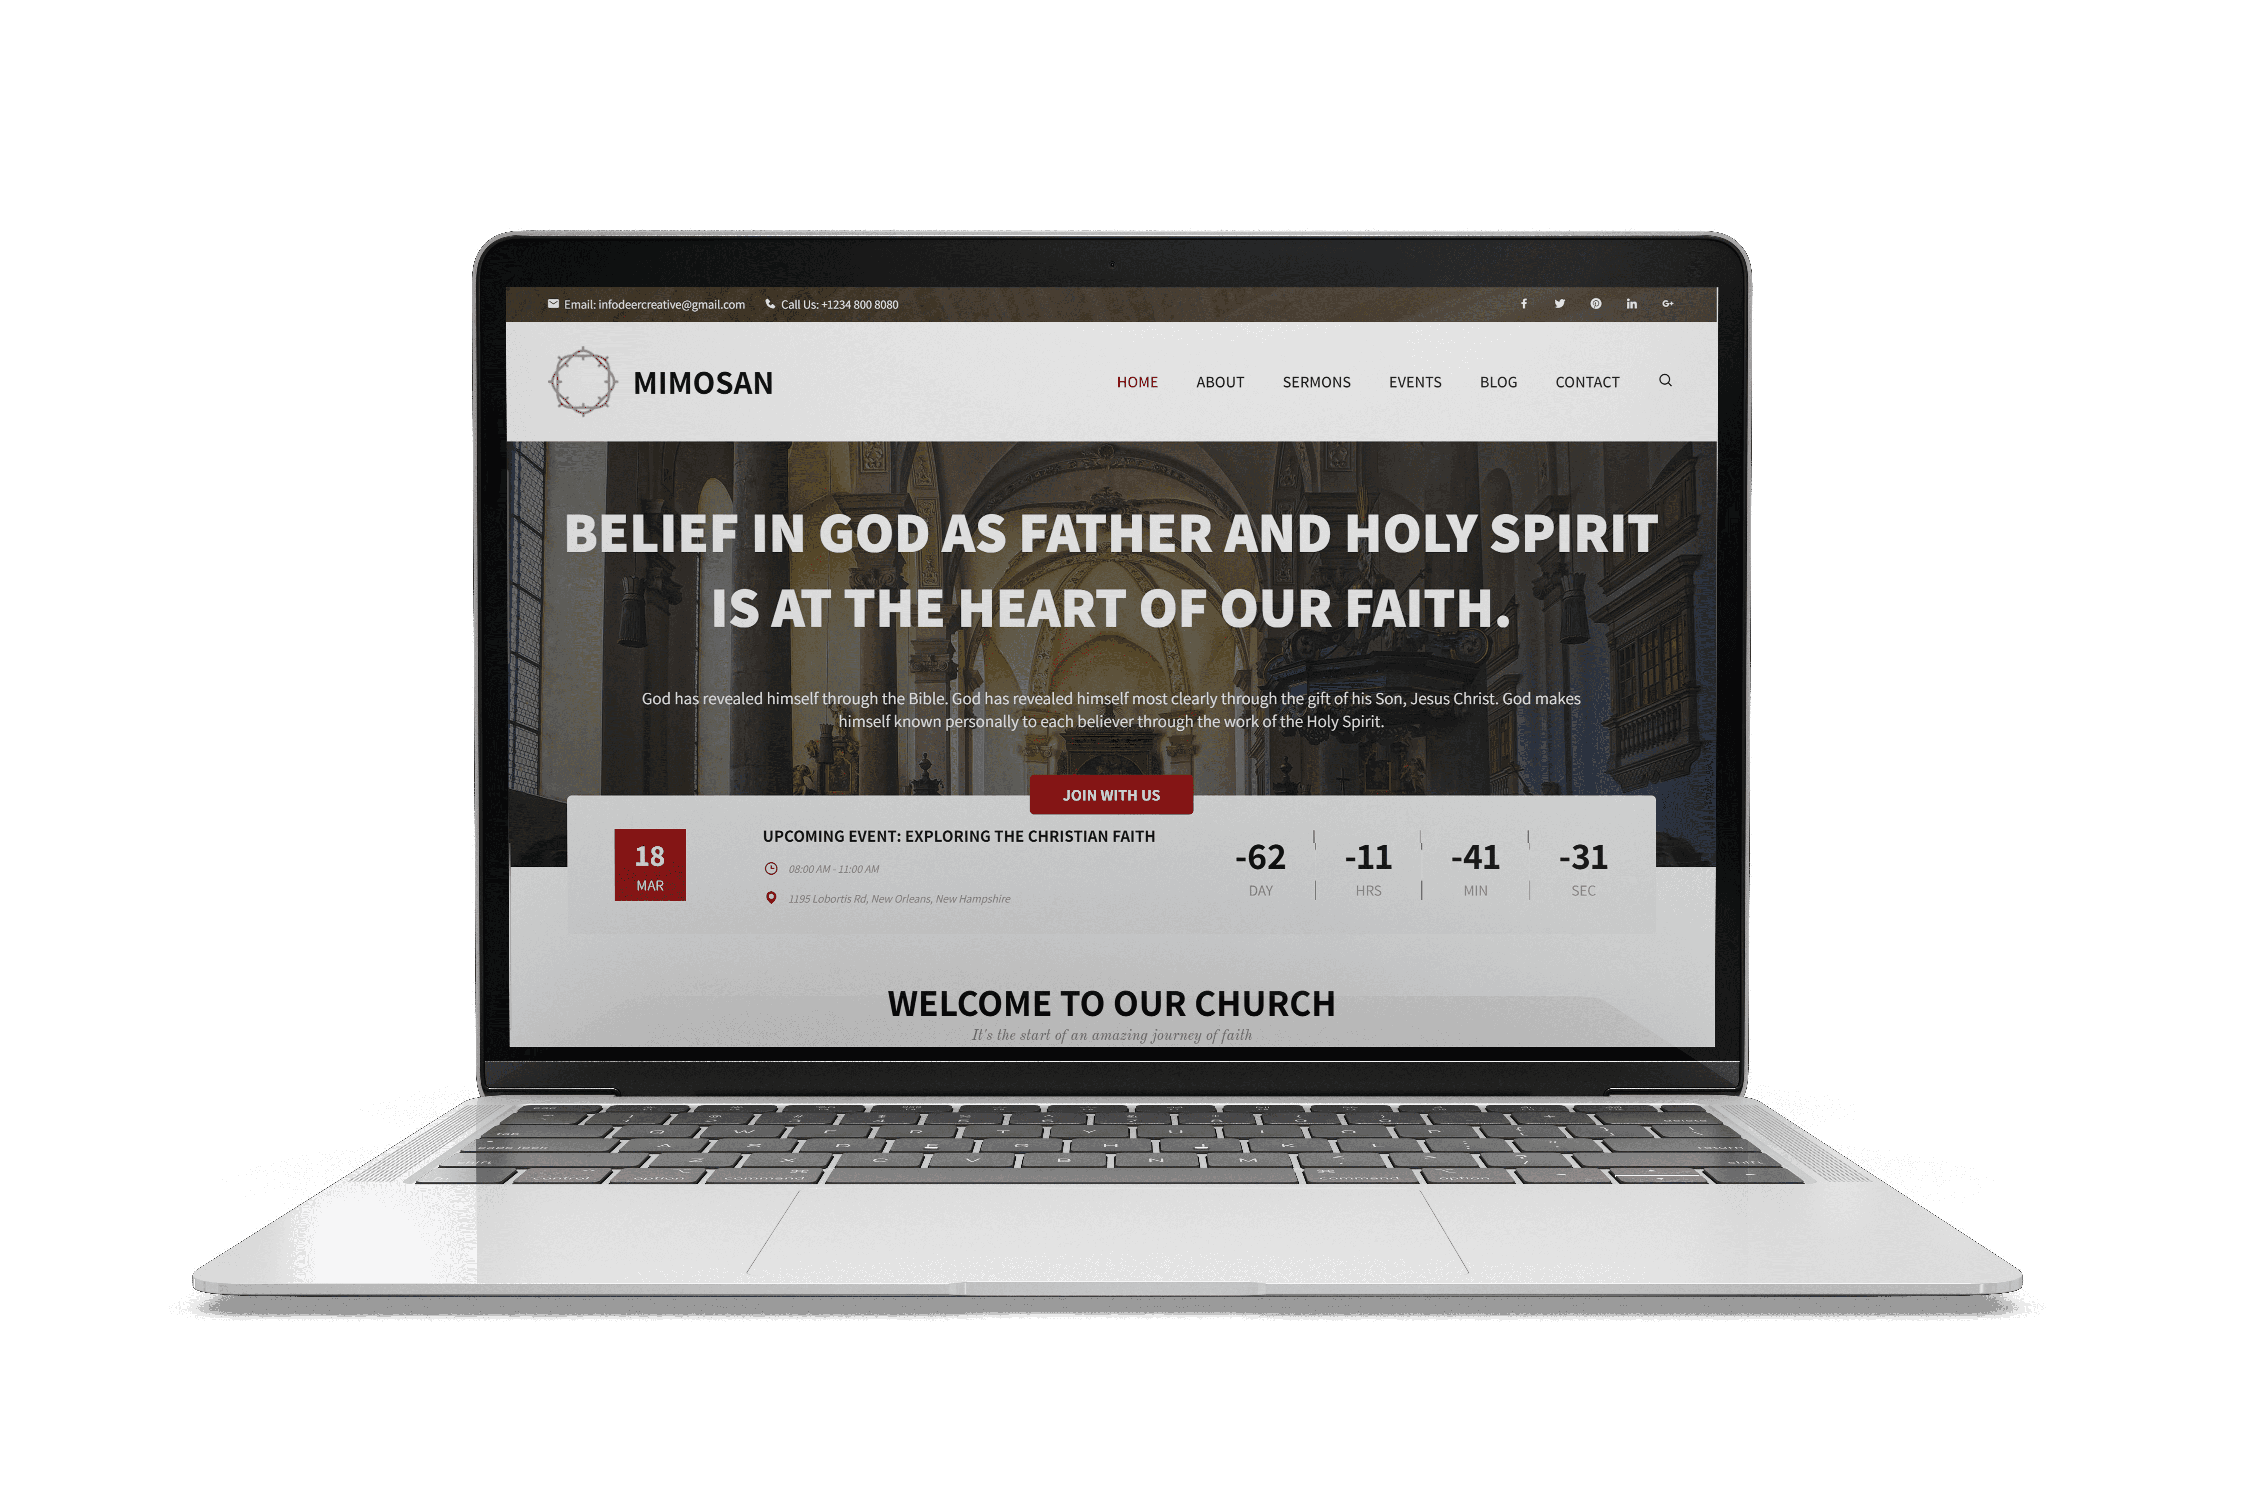 Email: infodeercreative@gmail.com Call Us: +1234 800 8080
MIMOSAN
HOME ABOUT SERMONS EVENTS BLOG CONTACT
BELIEF IN GOD AS FATHER AND HOLY SPIRIT
IS AT THE HEART OF OUR FAITH.
God has revealed himself through the Bible. God has revealed himself most clearly through the gift of his Son, Jesus Christ. God makes
himself known personally to each believer through the work of the Holy Spirit.
JOIN WITH US
18
MAR
UPCOMING EVENT: EXPLORING THE CHRISTIAN FAITH
08:00 AM - 11:00 AM
1195 Lobortis Rd, New Orleans, New Hampshire
-62 -11 -41 -31
DAY HRS MIN SEC
WELCOME TO OUR CHURCH
It's the start of an amazing journey of faith
control option command command option